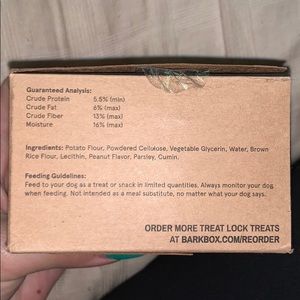 Guaranteed Analysis:
Crude Protein 5.5% (min)
Crude Fat 6% (max)
Crude Fiber 13% (max)
Moisture 16% (max)
Ingredients: Potato Flour, Powdered Cellulose, Vegetable Glycerin, Water, Brown
Rice Flour, Lecithin, Peanut Flavor, Parsley, Cumin.
Feeding Guidelines:
Feed to your dog as a treat or snack in limited quantities. Always monitor your dog
when feeding. Not intended as a meal substitute, no matter what your dog says.
ORDER MORE TREAT LOCK TREATS
AT BARKBOX.COM/REORDER